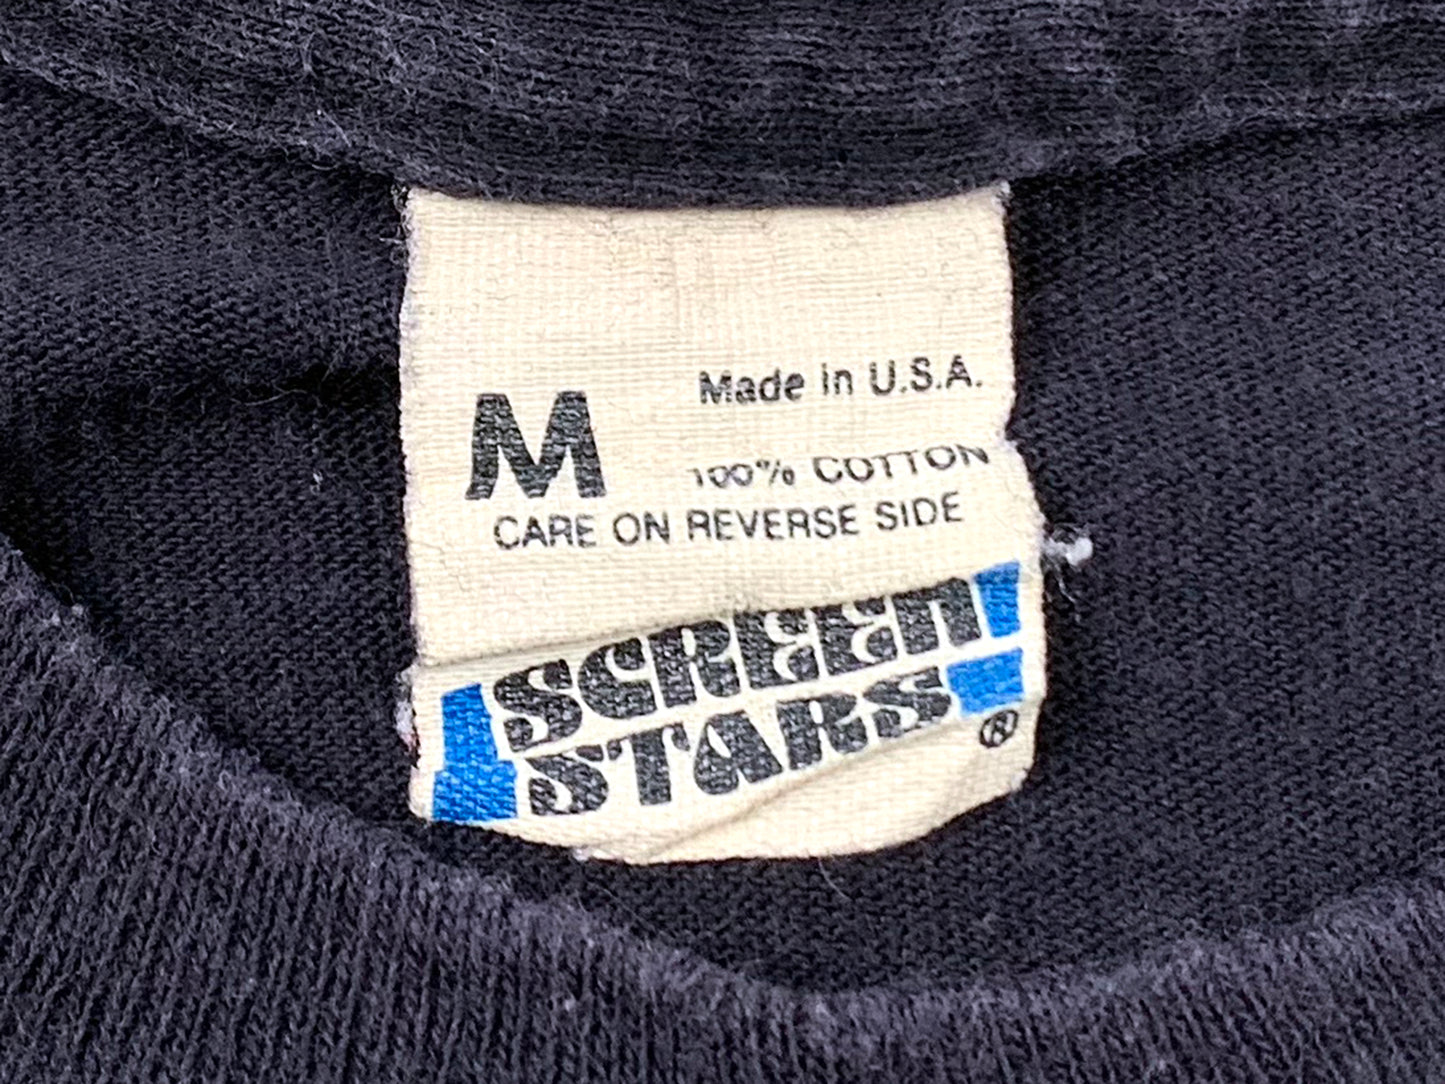 Made in U.S.A.
M
100% COTTON
CARE ON REVERSE SIDE
SCREEN
STARS ®